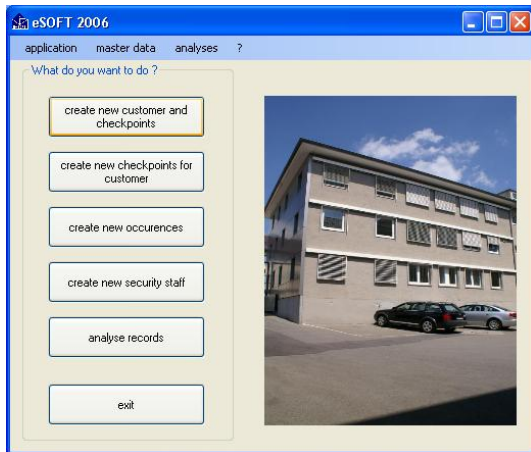 eSOFT 2006
application master data analyses ?
What do you want to do ?
create new customer and
checkpoints
create new checkpoints for
customer
create new occurences
create new security staff
analyse records
exit